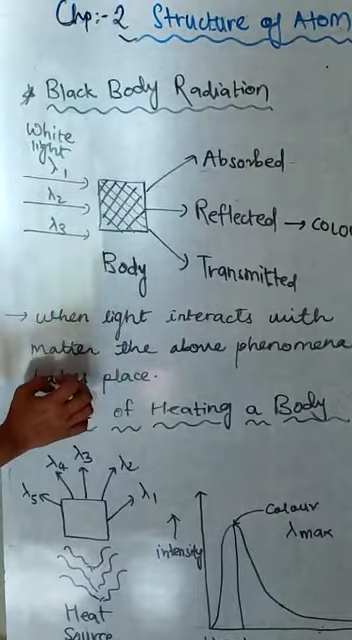 Chp:-2 Structure of Atom
* Black Body Radiation
White
light
λ1
λ2
λ3
Absorbed
Reflected → COLO
Transmitted
Body
→ when light interacts with
matter the above phenomena
place.
of Heating a Body
λ5 λ4 λ3 λ2 λ1
Colour
λmax
intensity
Heat
Source